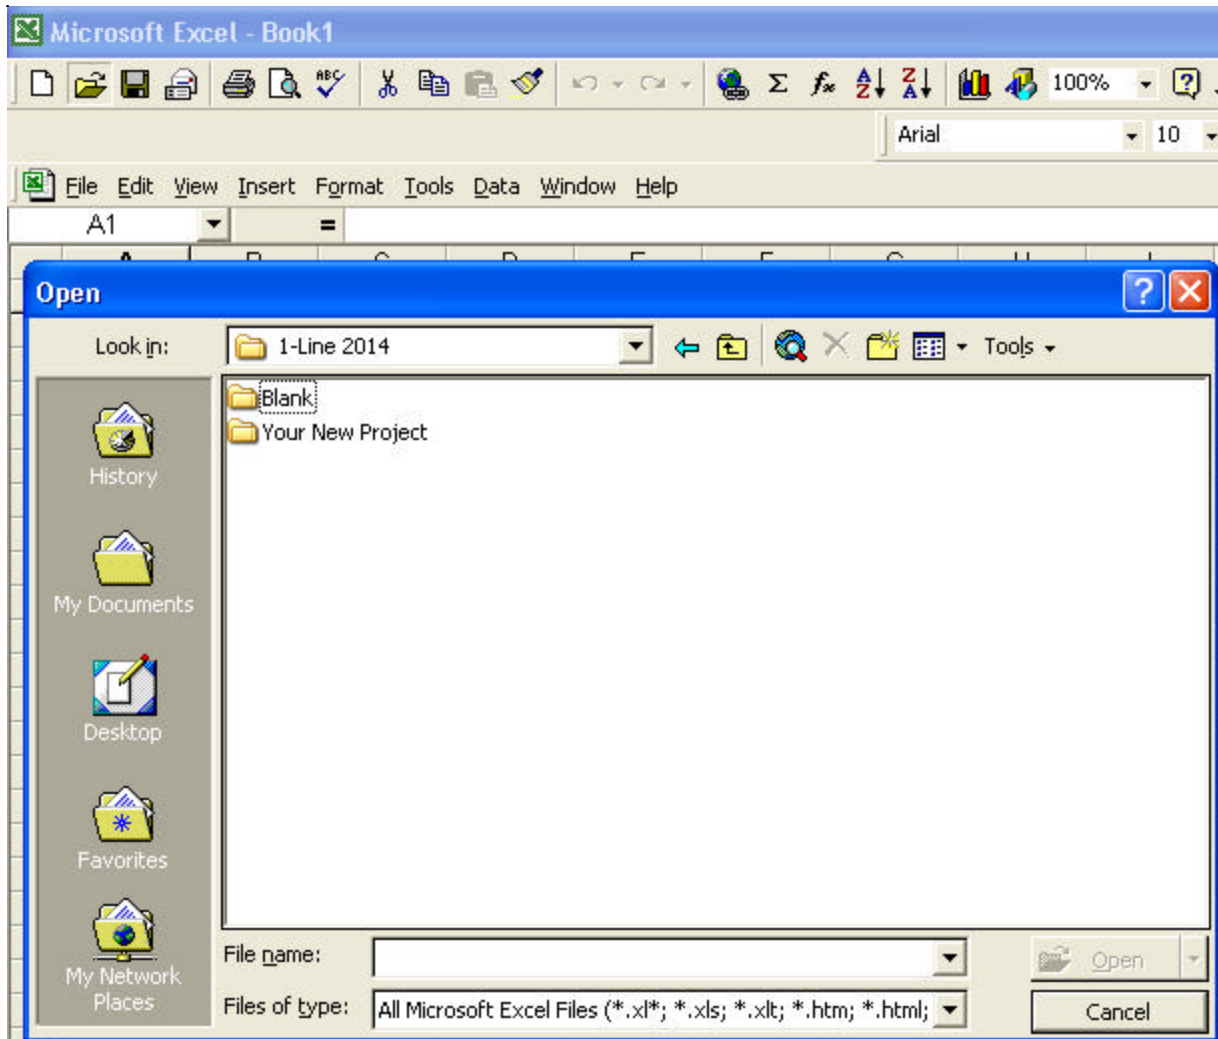 Microsoft Excel - Book1
ABC Σ fx A Z Z A 100% ?
Arial 10
File Edit View Insert Format Tools Data Window Help
A1 =
Open ?
Look in: 1-Line 2014 Tools
Blank
Your New Project
History
My Documents
Desktop
Favorites
My Network
Places
File name: Open
Files of type: All Microsoft Excel Files (*.xl*; *.xls; *.xlt; *.htm; *.html; Cancel